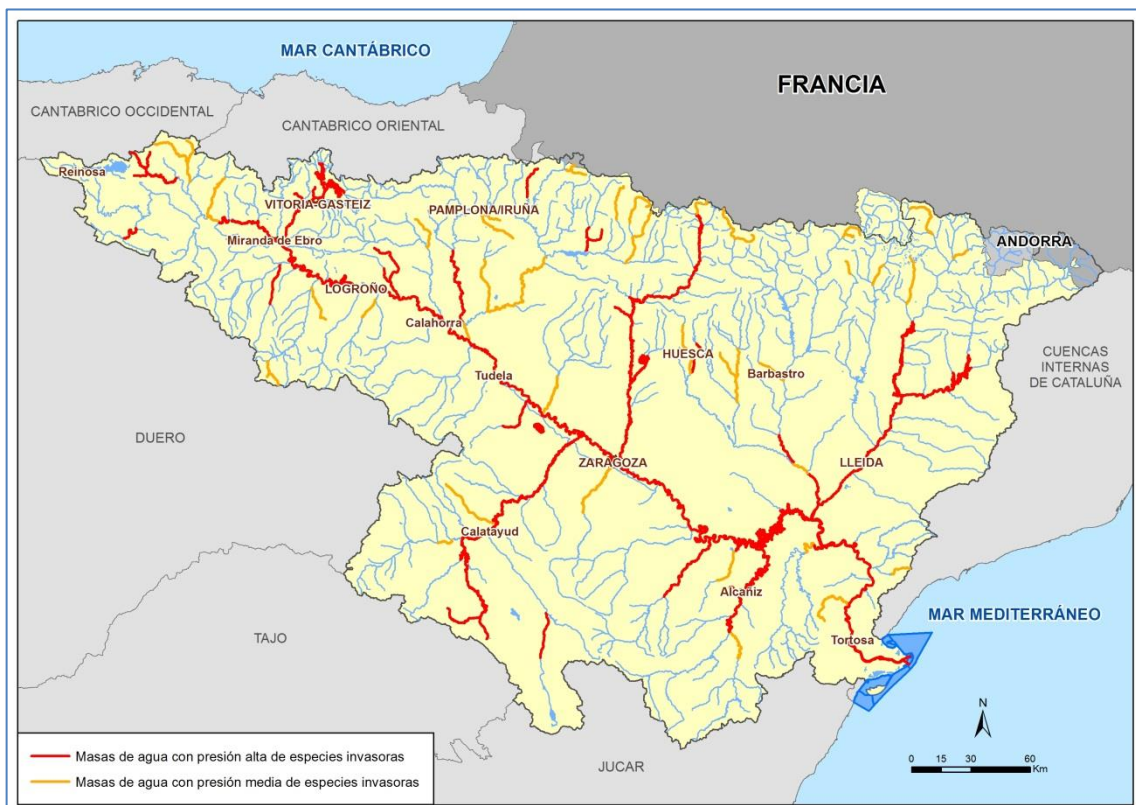 MAR CANTÁBRICO
FRANCIA
CANTABRICO OCCIDENTAL
CANTABRICO ORIENTAL
Reinosa
VITORIA-GASTEIZ
PAMPLONA/IRUÑA
Miranda de Ebro
ANDORRA
LOGROÑO
Calahorra
HUESCA
CUENCAS
INTERNAS
DE CATALUÑA
Tudela
Barbastro
DUERO
ZARAGOZA
LLEIDA
Calatayud
Alcañiz
MAR MEDITERRÁNEO
TAJO
Tortosa
N
JUCAR
0 15 30 60
Km
Masas de agua con presión alta de especies invasoras
Masas de agua con presión media de especies invasoras